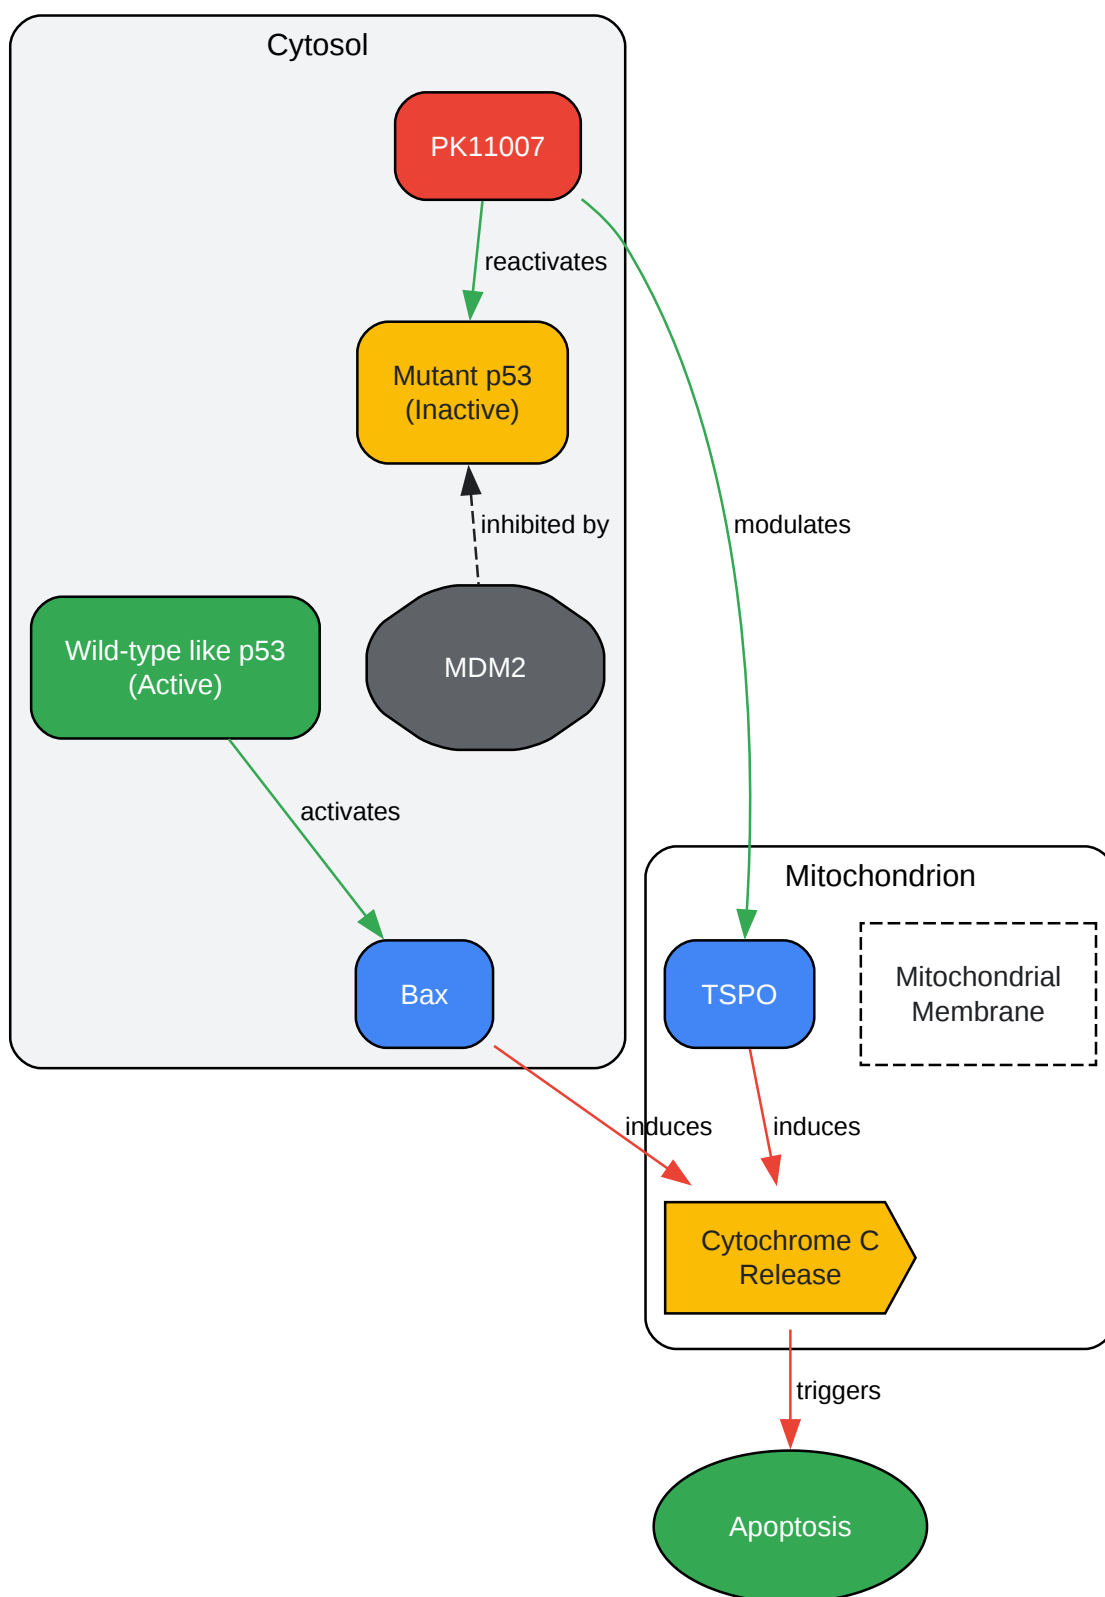 Cytosol
PK11007
reactivates
Mutant p53
(Inactive)
inhibited by
modulates
Wild-type like p53
(Active)
MDM2
activates
Mitochondrion
Bax
TSPO
Mitochondrial
Membrane
induces
induces
Cytochrome C
Release
triggers
Apoptosis